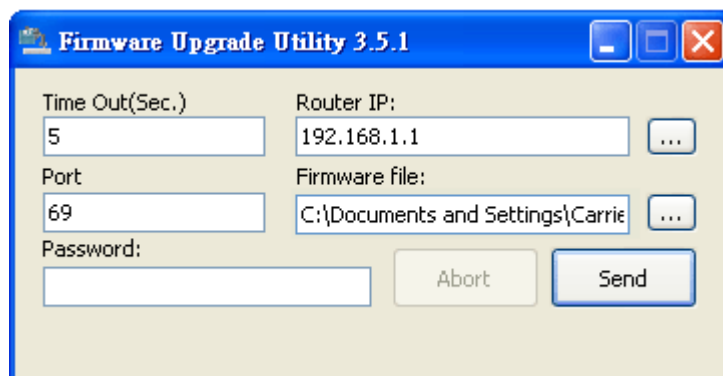 Firmware Upgrade Utility 3.5.1
Time Out(Sec.) Router IP:
5 192.168.1.1 ...
Port Firmware file:
69 C:\Documents and Settings\Carrie ...
Password:
Abort Send